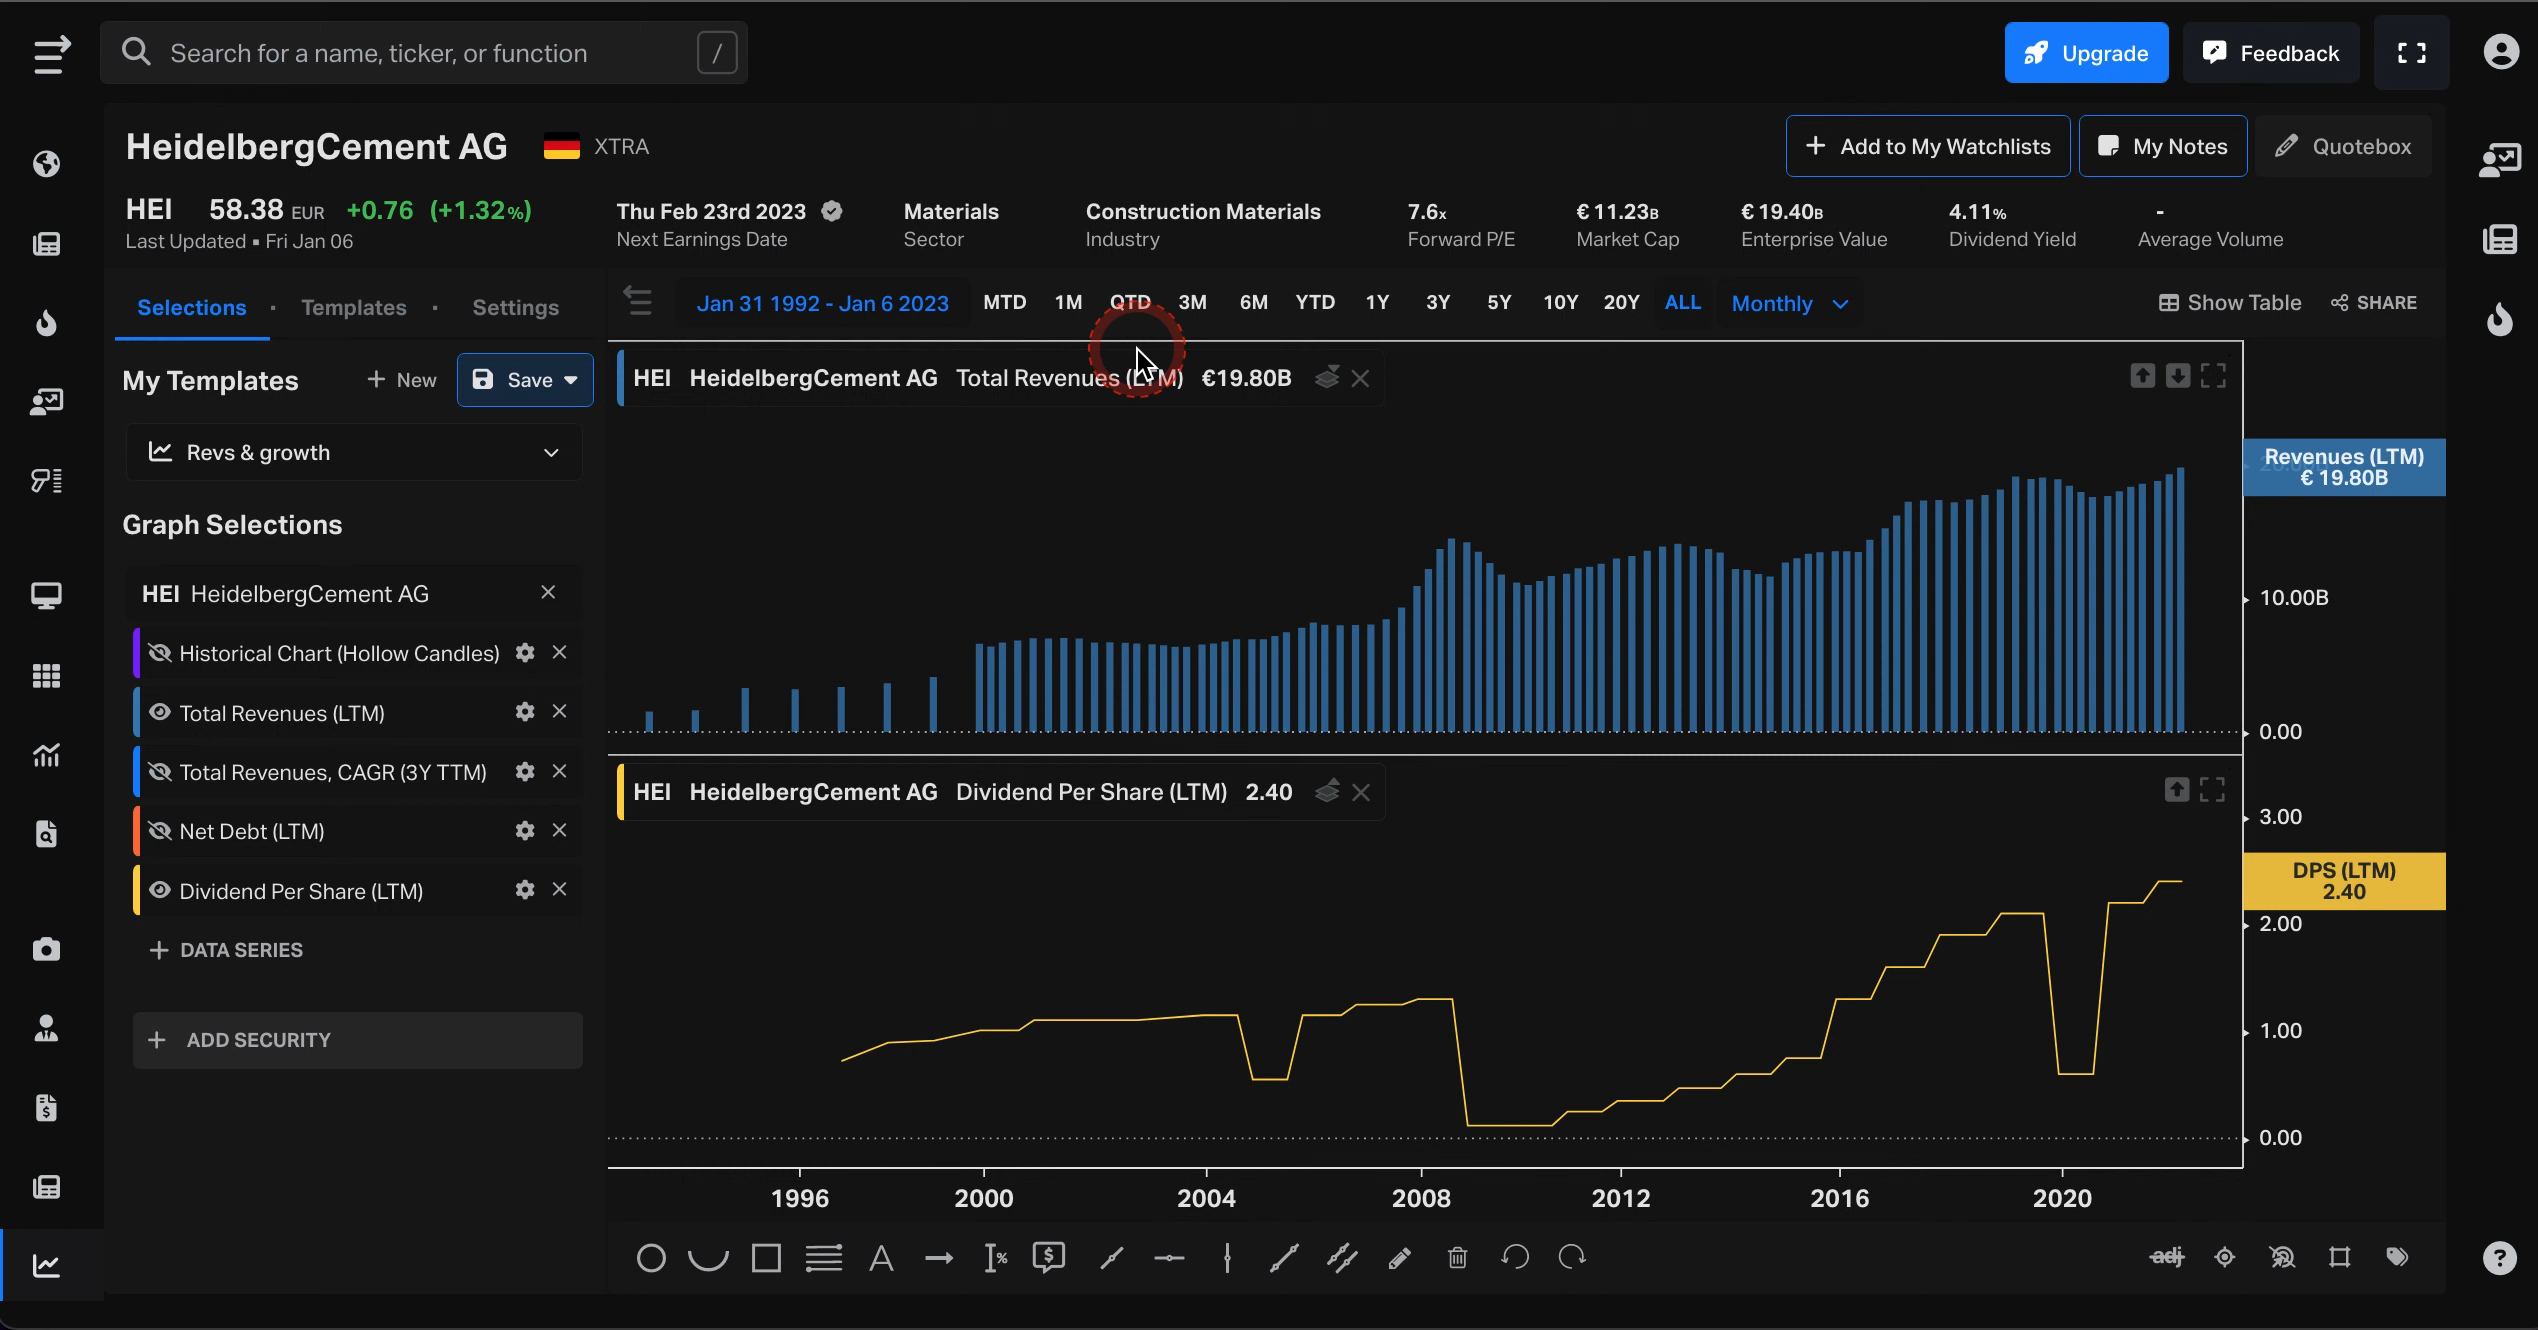 Search for a name, ticker, or function /
Upgrade
Feedback
HeidelbergCement AG XTRA
Add to My Watchlists
My Notes
Quotebox
HEI 58.38 EUR +0.76 (+1.32%)
Last Updated ▪ Fri Jan 06
Thu Feb 23rd 2023
Next Earnings Date
Materials
Sector
Construction Materials
Industry
7.6x
Forward P/E
€ 11.23B
Market Cap
€ 19.40B
Enterprise Value
4.11%
Dividend Yield
-
Average Volume
Selections · Templates · Settings
Jan 31 1992 - Jan 6 2023 MTD 1M QTD 3M 6M YTD 1Y 3Y 5Y 10Y 20Y ALL Monthly
Show Table SHARE
My Templates + New Save
Revs & growth
Graph Selections
HEI HeidelbergCement AG
Historical Chart (Hollow Candles)
Total Revenues (LTM)
Total Revenues, CAGR (3Y TTM)
Net Debt (LTM)
Dividend Per Share (LTM)
+ DATA SERIES
+ ADD SECURITY
HEI HeidelbergCement AG Total Revenues (LTM) €19.80B
Revenues (LTM)
€ 19.80B
10.00B
0.00
HEI HeidelbergCement AG Dividend Per Share (LTM) 2.40
3.00
DPS (LTM)
2.40
2.00
1.00
0.00
1996 2000 2004 2008 2012 2016 2020
A
%
$
adj
?